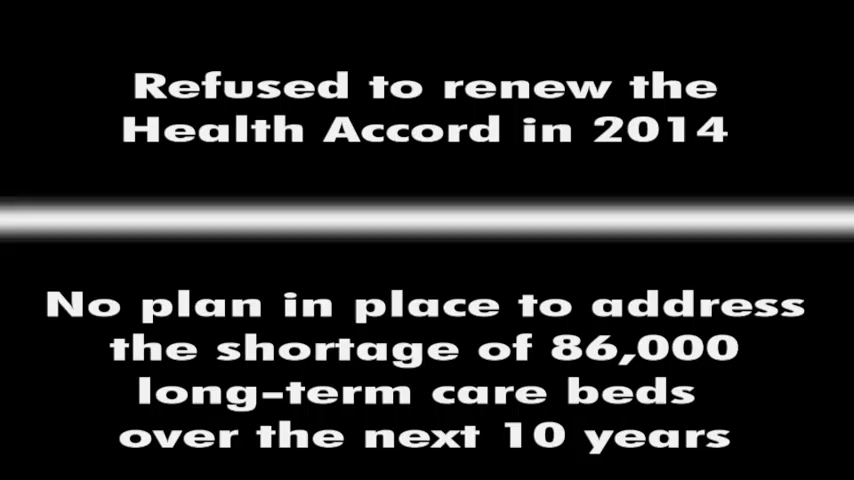 Refused to renew the
Health Accord in 2014
No plan in place to address
the shortage of 86,000
long-term care beds
over the next 10 years